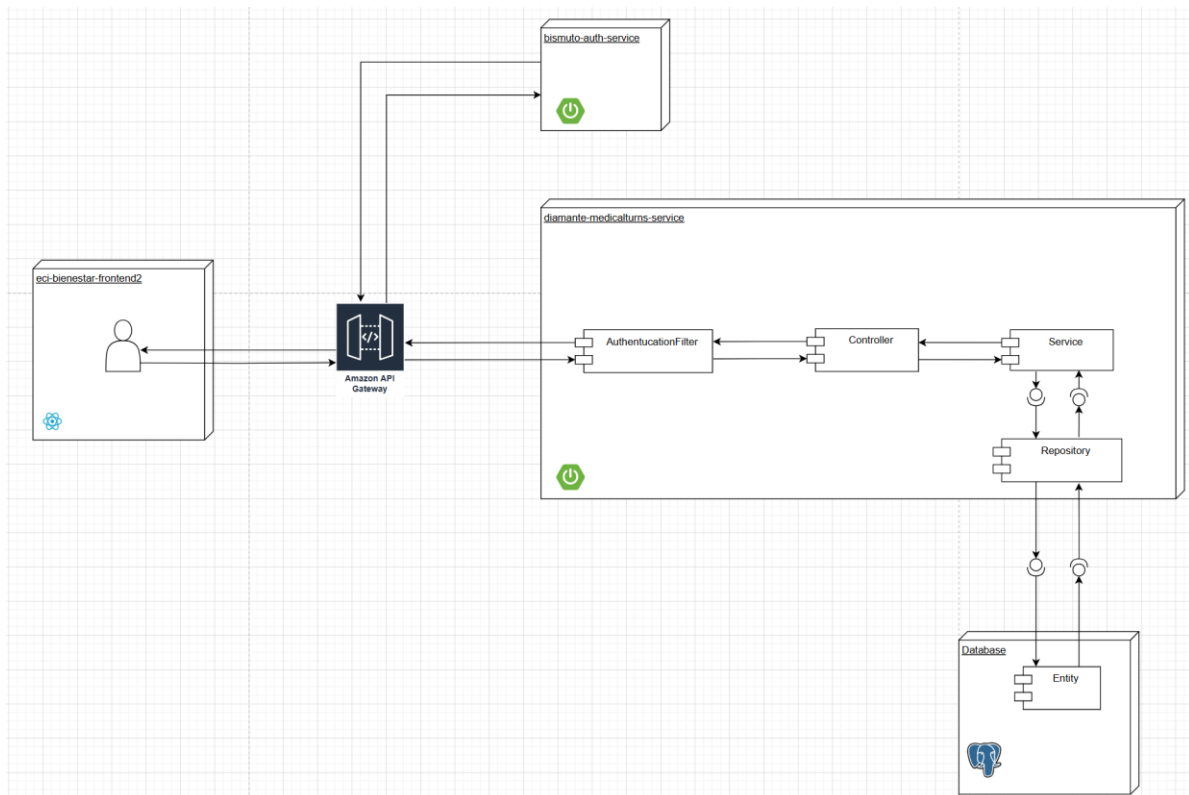 bismuto-auth-service
diamante-medicalturns-service
eci-bienestar-frontend2
AuthentucationFilter
Controller
Service
</>
Amazon API
Gateway
Repository
Database
Entity